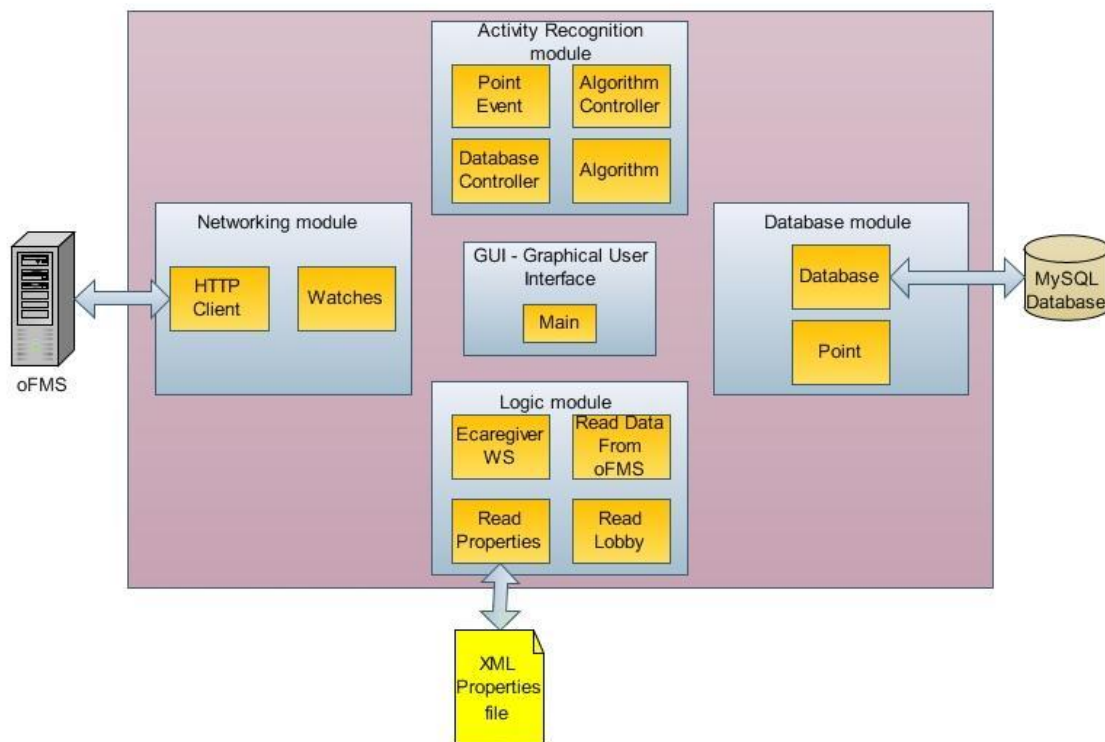 Activity Recognition
module
Point
Event
Algorithm
Controller
Database
Controller
Algorithm
Networking module
HTTP
Client
Watches
oFMS
GUI - Graphical User
Interface
Main
Database module
Database
Point
MySQL
Database
Logic module
Ecaregiver
WS
Read Data
From
oFMS
Read
Properties
Read
Lobby
XML
Properties
file